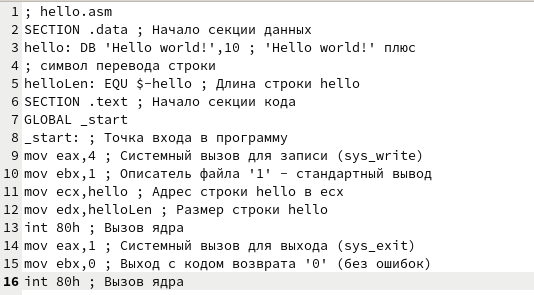 1 ; hello.asm
2 SECTION .data ; Начало секции данных
3 hello: DB 'Hello world!',10 ; 'Hello world!' плюс
4 ; символ перевода строки
5 helloLen: EQU $-hello ; Длина строки hello
6 SECTION .text ; Начало секции кода
7 GLOBAL _start
8 _start: ; Точка входа в программу
9 mov eax,4 ; Системный вызов для записи (sys_write)
10 mov ebx,1 ; Описатель файла '1' - стандартный вывод
11 mov ecx,hello ; Адрес строки hello в ecx
12 mov edx,helloLen ; Размер строки hello
13 int 80h ; Вызов ядра
14 mov eax,1 ; Системный вызов для выхода (sys_exit)
15 mov ebx,0 ; Выход с кодом возврата '0' (без ошибок)
16 int 80h ; Вызов ядра